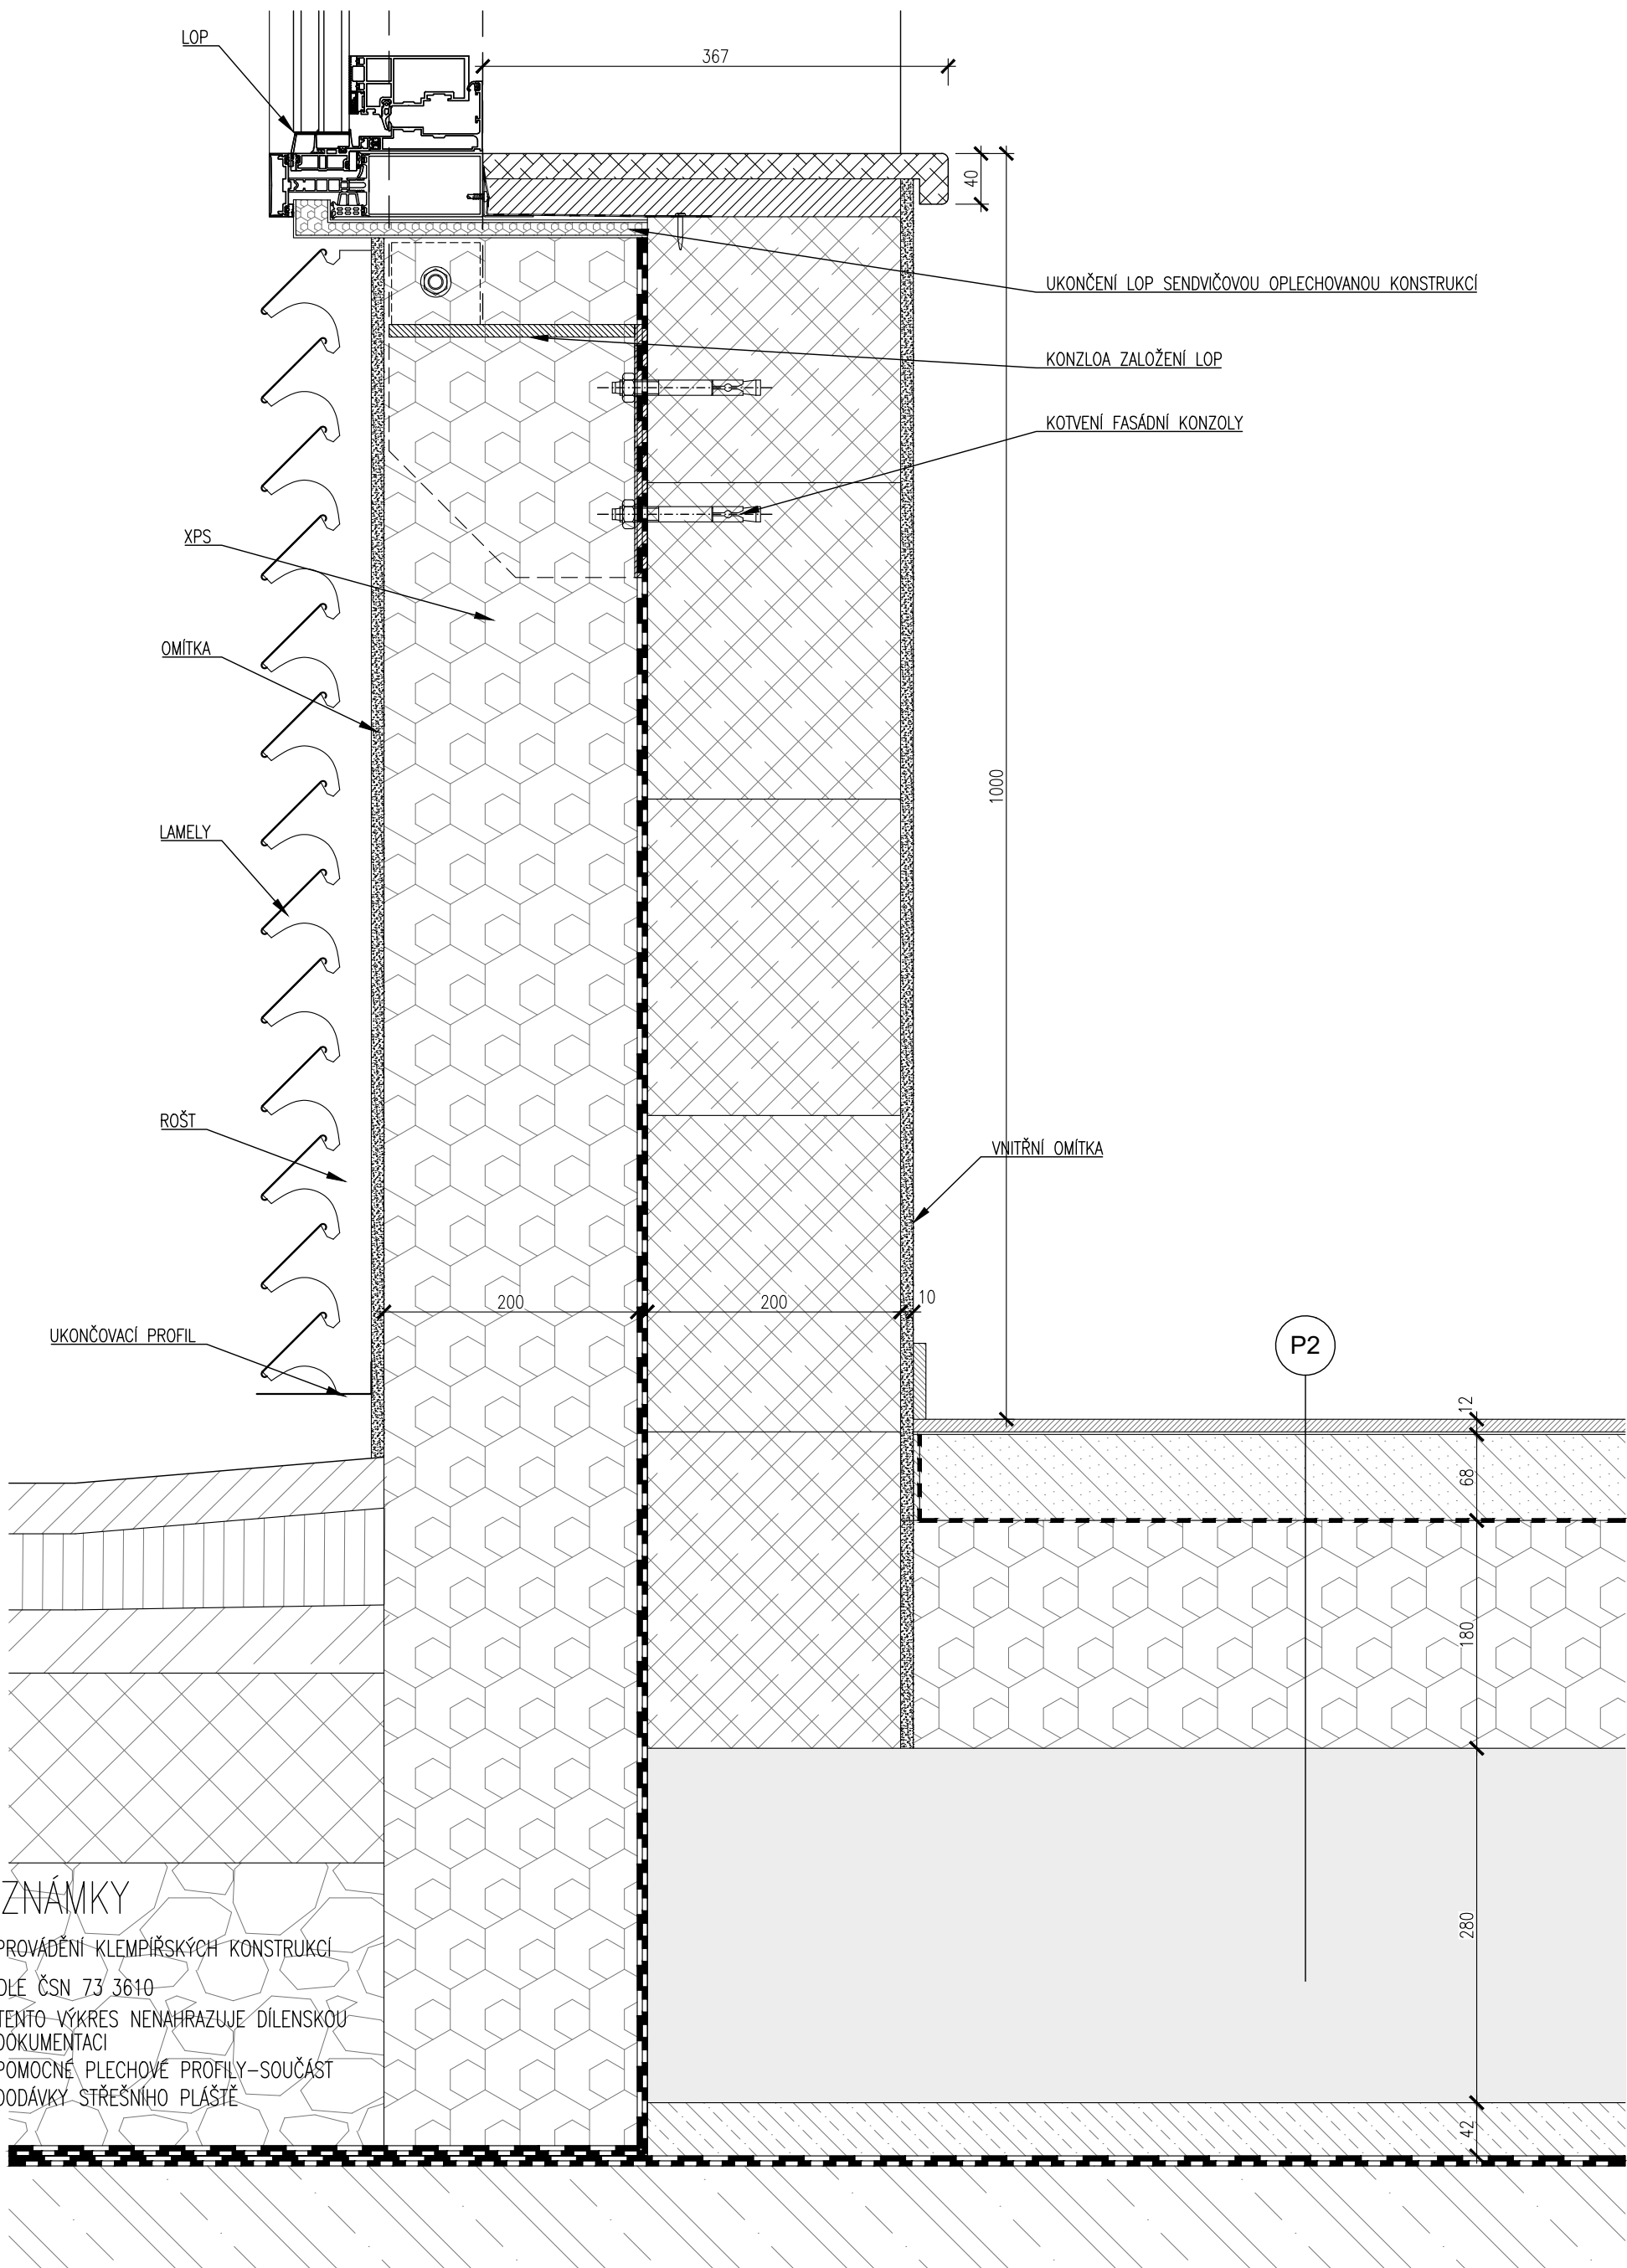 LOP
367
40
UKONČENÍ LOP SENDVIČOVOU OPLECHOVANOU KONSTRUKCÍ
KONZLOA ZALOŽENÍ LOP
KOTVENÍ FASÁDNÍ KONZOLY
XPS
OMÍTKA
1000
LAMELY
ROŠT
VNITŘNÍ OMÍTKA
200
200
10
UKONČOVACÍ PROFIL
P2
12
68
180
280
42
ZNÁMKY
PROVÁDĚNÍ KLEMPÍŘSKÝCH KONSTRUKCÍ
DLE ČSN 73 3610
TENTO VÝKRES NENAHRAZUJE DÍLENSKOU
DOKUMENTACI
POMOCNÉ PLECHOVÉ PROFILY-SOUČÁST
DODÁVKY STŘEŠNÍHO PLÁŠTĚ